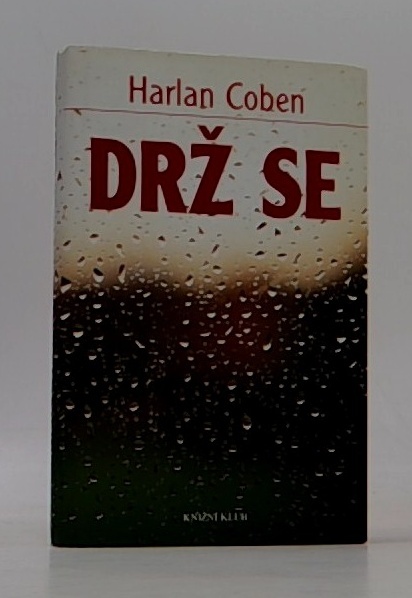 Harlan Coben
DRŽ SE
KNIŽNÍ KLUB